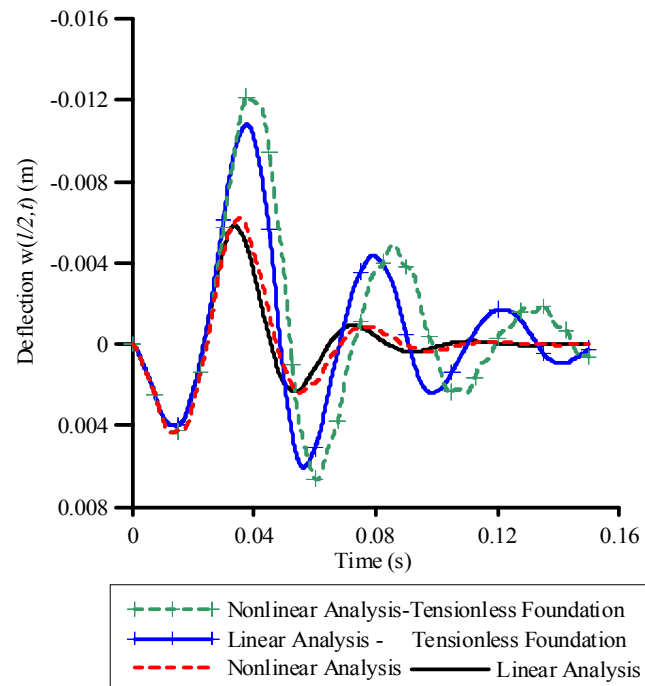 -0.016
-0.012
-0.008
-0.004
0
0.004
0.008
Deflection w(l/2,t) (m)
0 0.04 0.08 0.12 0.16
Time (s)
Nonlinear Analysis-Tensionless Foundation
Linear Analysis - Tensionless Foundation
Nonlinear Analysis Linear Analysis